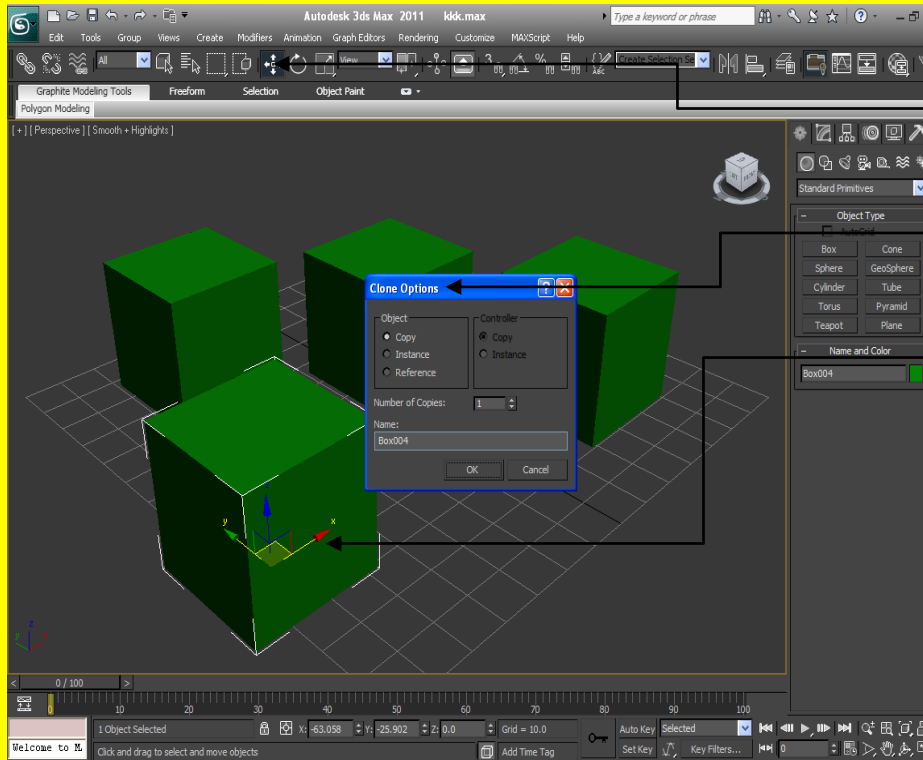 Autodesk 3ds Max 2011 kkk.max
Type a keyword or phrase
Edit Tools Group Views Create Modifiers Animation Graph Editors Rendering Customize MAXScript Help
All
View
Create Selection Se
Graphite Modeling Tools Freeform Selection Object Paint
Polygon Modeling
[ + ] [ Perspective ] [ Smooth + Highlights ]
Standard Primitives
- Object Type
AutoGrid
Box Cone
Sphere GeoSphere
Cylinder Tube
Torus Pyramid
Teapot Plane
- Name and Color
Box004
Clone Options
Object
Copy
Instance
Reference
Controller
Copy
Instance
Number of Copies: 1
Name:
Box004
OK Cancel
y x
z
y
< 0 / 100 >
0 10 20 30 40 50 60 70 80 90 100
1 Object Selected X: -63.058 Y: -25.902 Z: 0.0 Grid = 10.0 Auto Key Selected
Welcome to M. Click and drag to select and move objects Add Time Tag Set Key Key Filters... 0